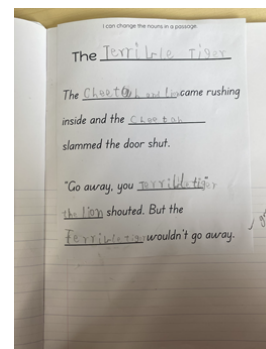 I can change the nouns in a passage.
The Terrible Tiger
The Cheetah and lion came rushing
inside and the Cheetah
slammed the door shut.
"Go away, you terrible tiger"
the lion shouted. But the
Terrible tiger wouldn't go away.